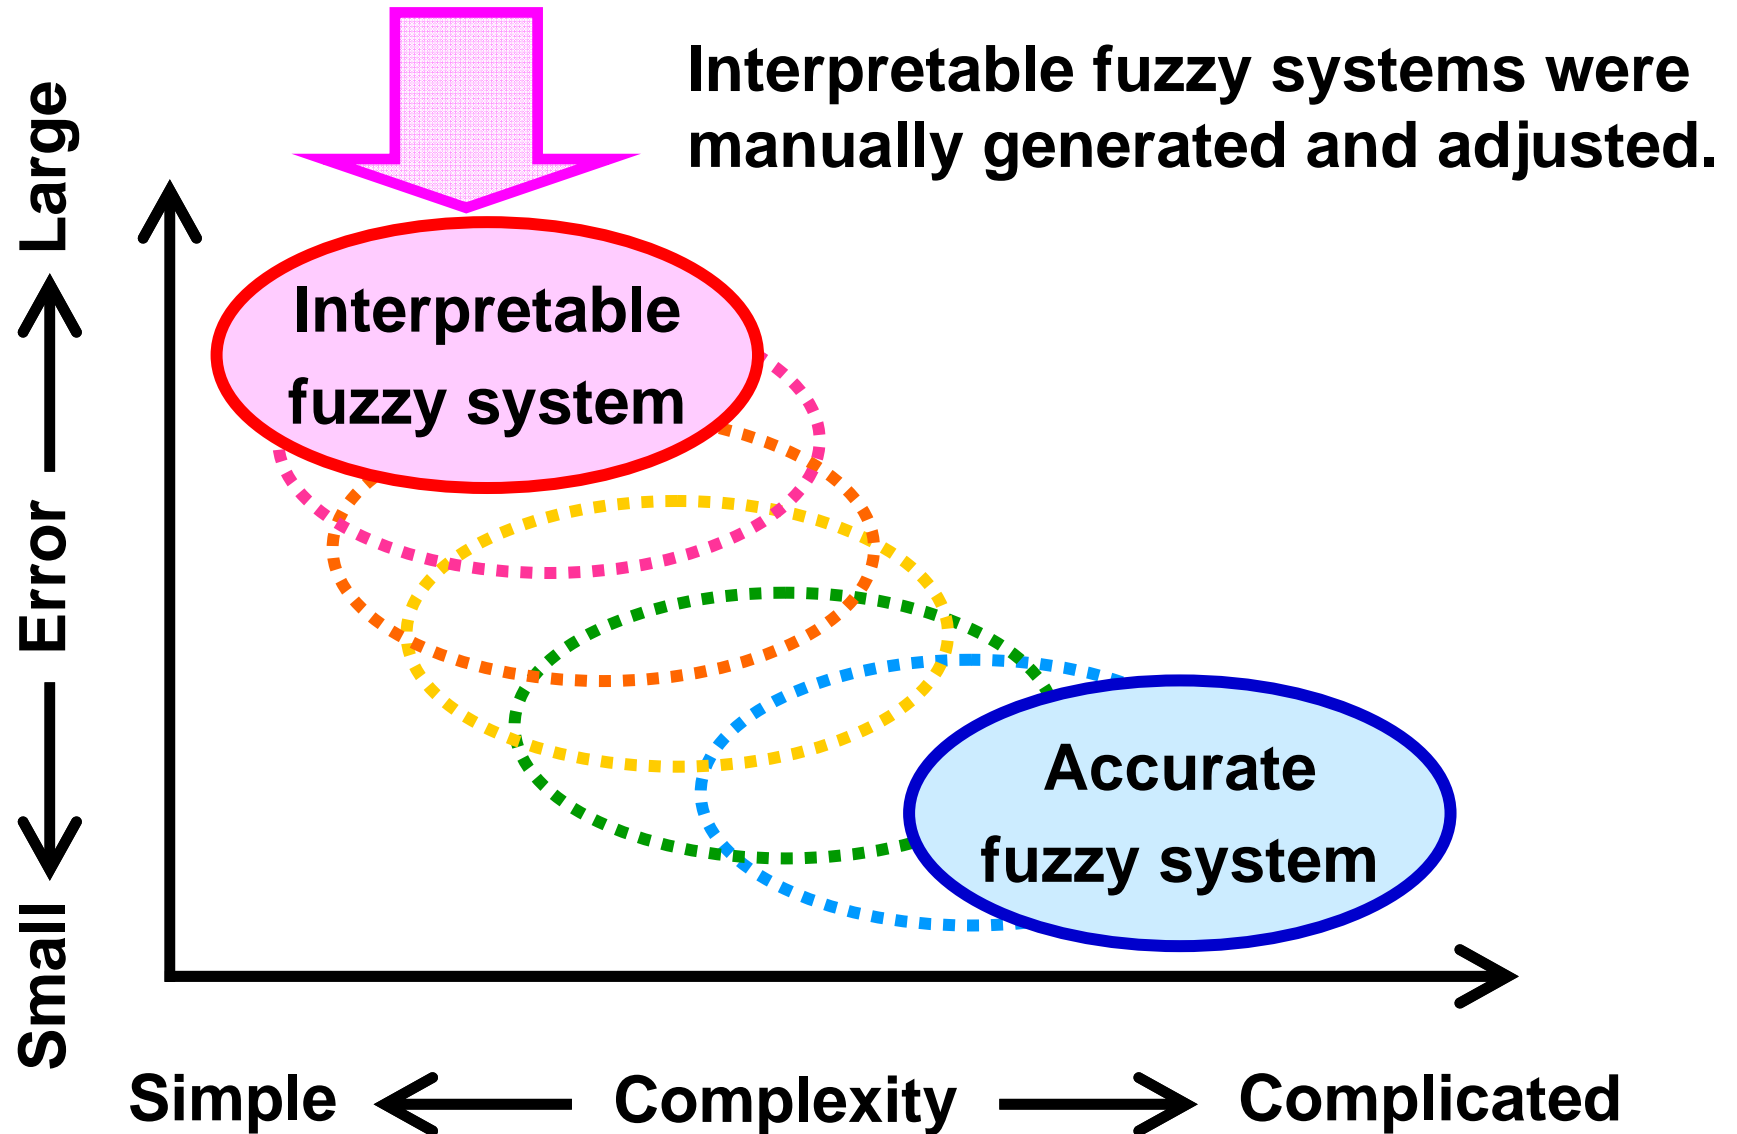 Interpretable fuzzy systems were
manually generated and adjusted.
Large
Error
Small
Interpretable
fuzzy system
Accurate
fuzzy system
Simple
Complexity
Complicated